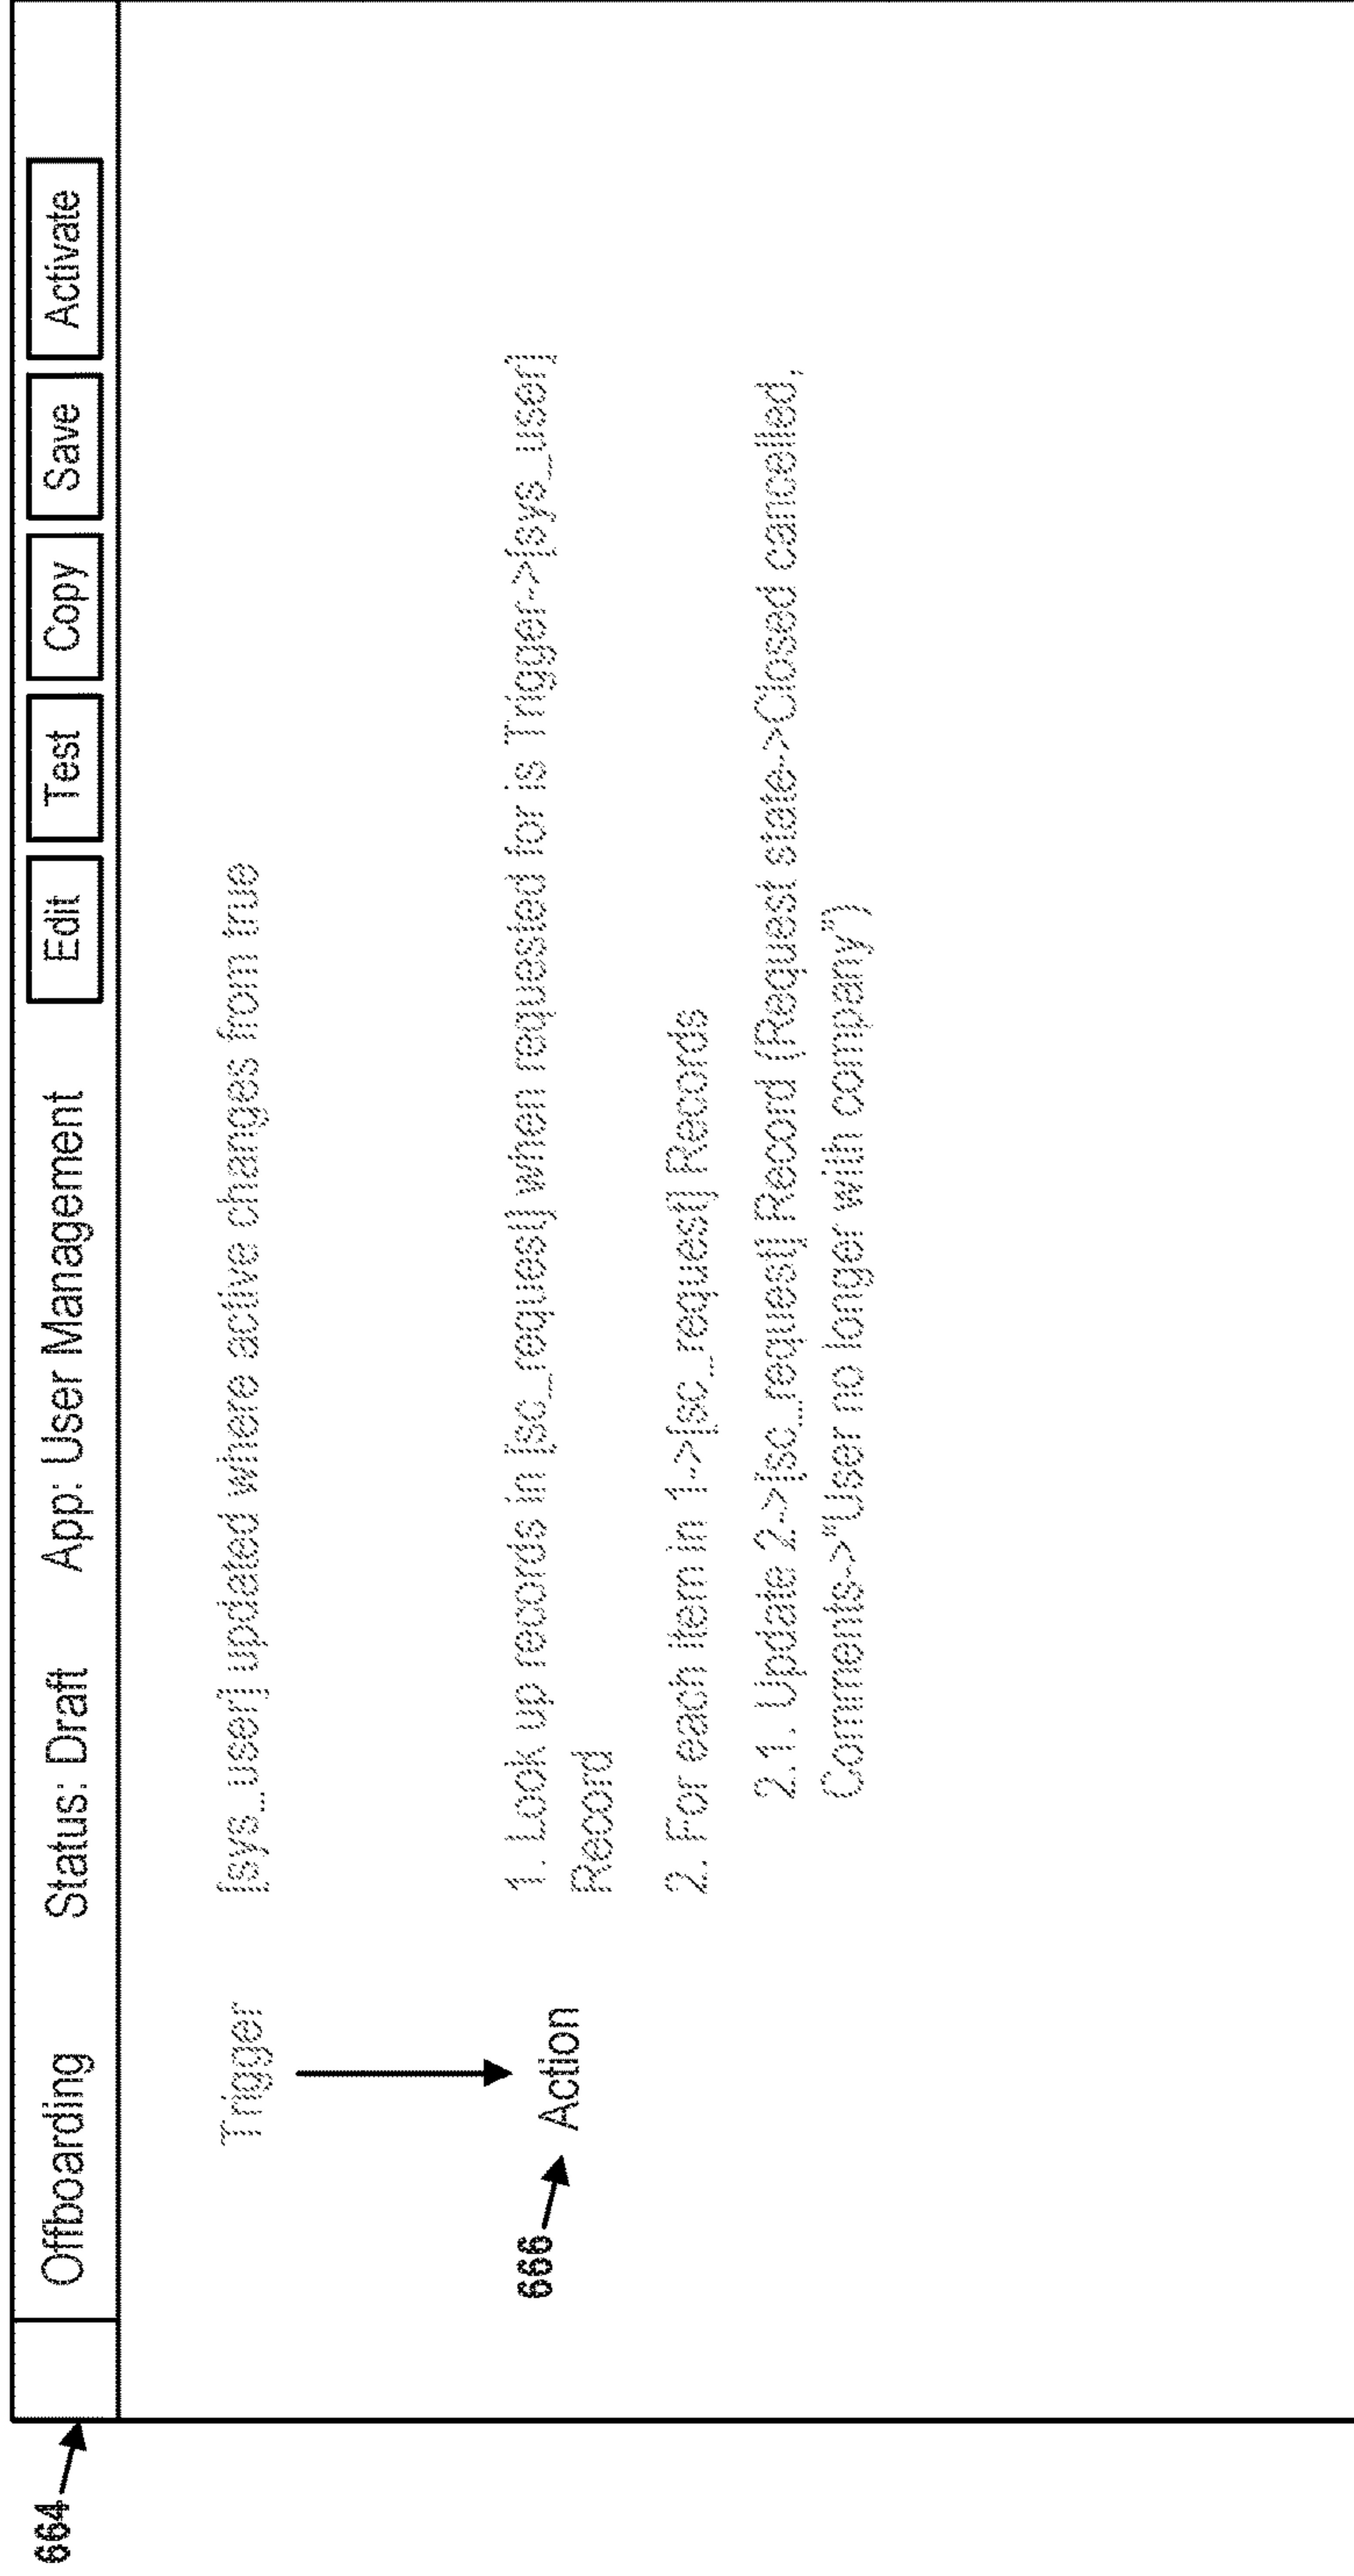 664
Offboarding Status: Draft App: User Management Edit Test Copy Save Activate
Trigger [sys_user] updated where active changes from true
666 Action
1. Look up records in [sc_request] when requested for is Trigger->[sys_user]
Record
2. For each item in 1->[sc_request] Records
2.1. Update 2->[sc_request] Record (Request state->Closed cancelled,
Comments->"User no longer with company")